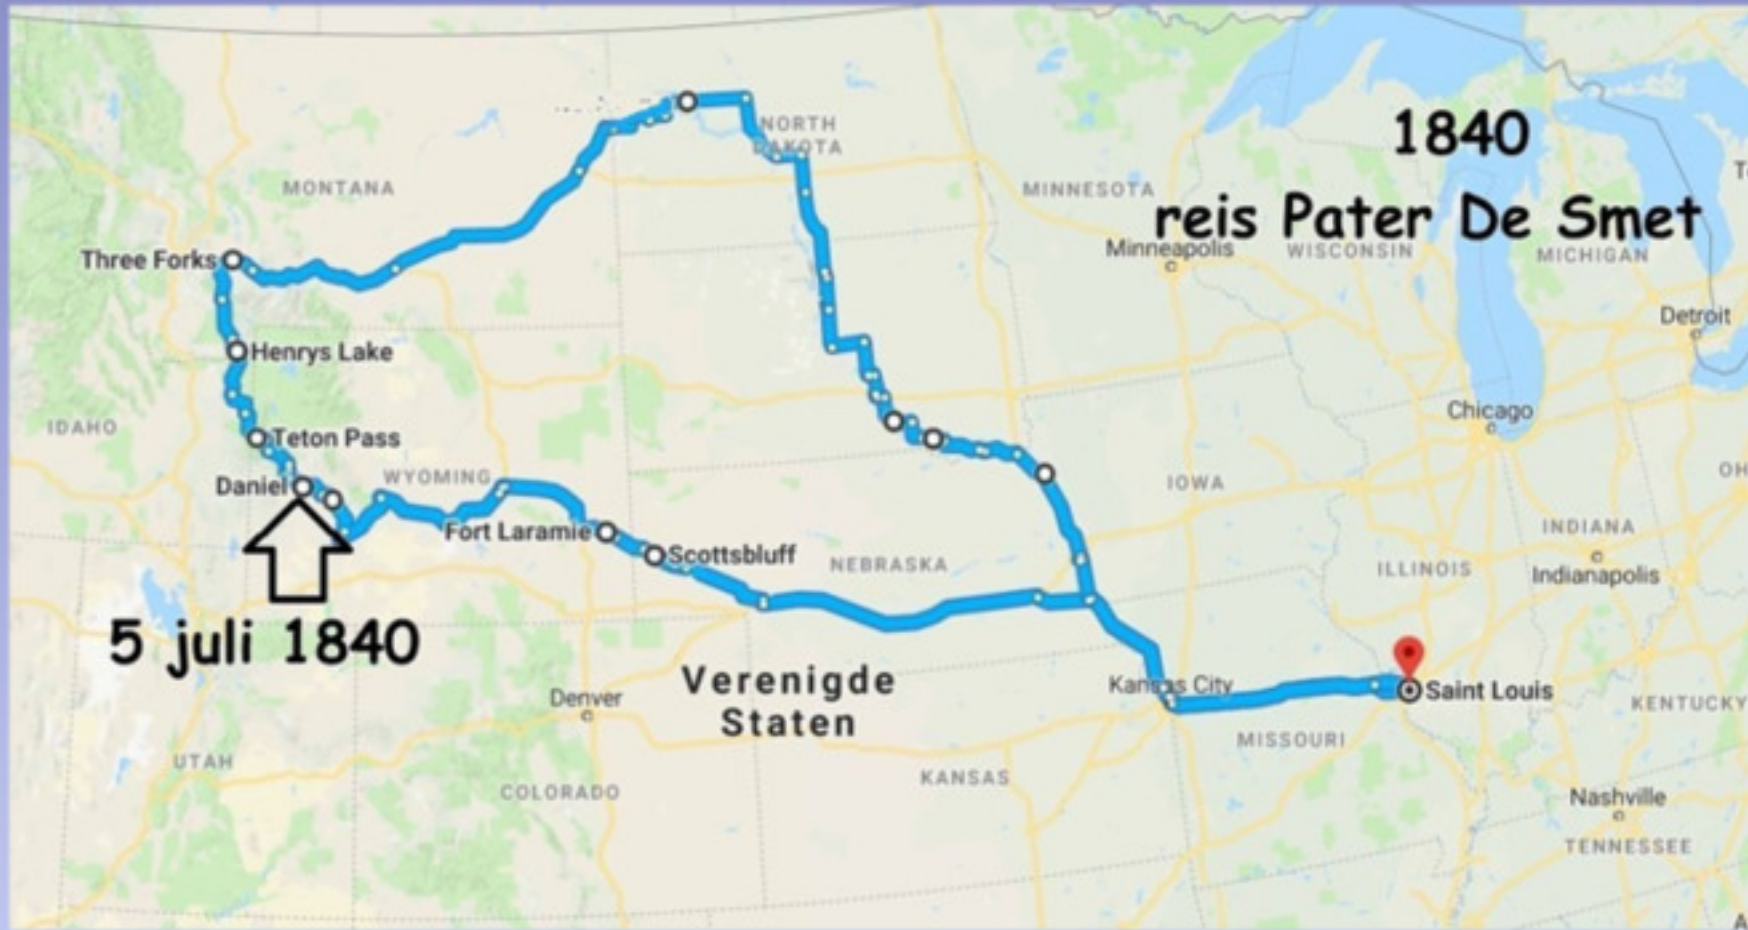 1840
reis Pater De Smet
NORTH
DAKOTA
MONTANA
MINNESOTA
Minneapolis
WISCONSIN
MICHIGAN
Three Forks
Detroit
Henrys Lake
Chicago
IDAHO
Teton Pass
WYOMING
Daniel
IOWA
OH
Fort Laramie
Scottsbluff
NEBRASKA
INDIANA
Indianapolis
ILLINOIS
5 juli 1840
Verenigde
Staten
Denver
Kansas City
Saint Louis
KENTUCKY
MISSOURI
UTAH
COLORADO
KANSAS
Nashville
TENNESSEE